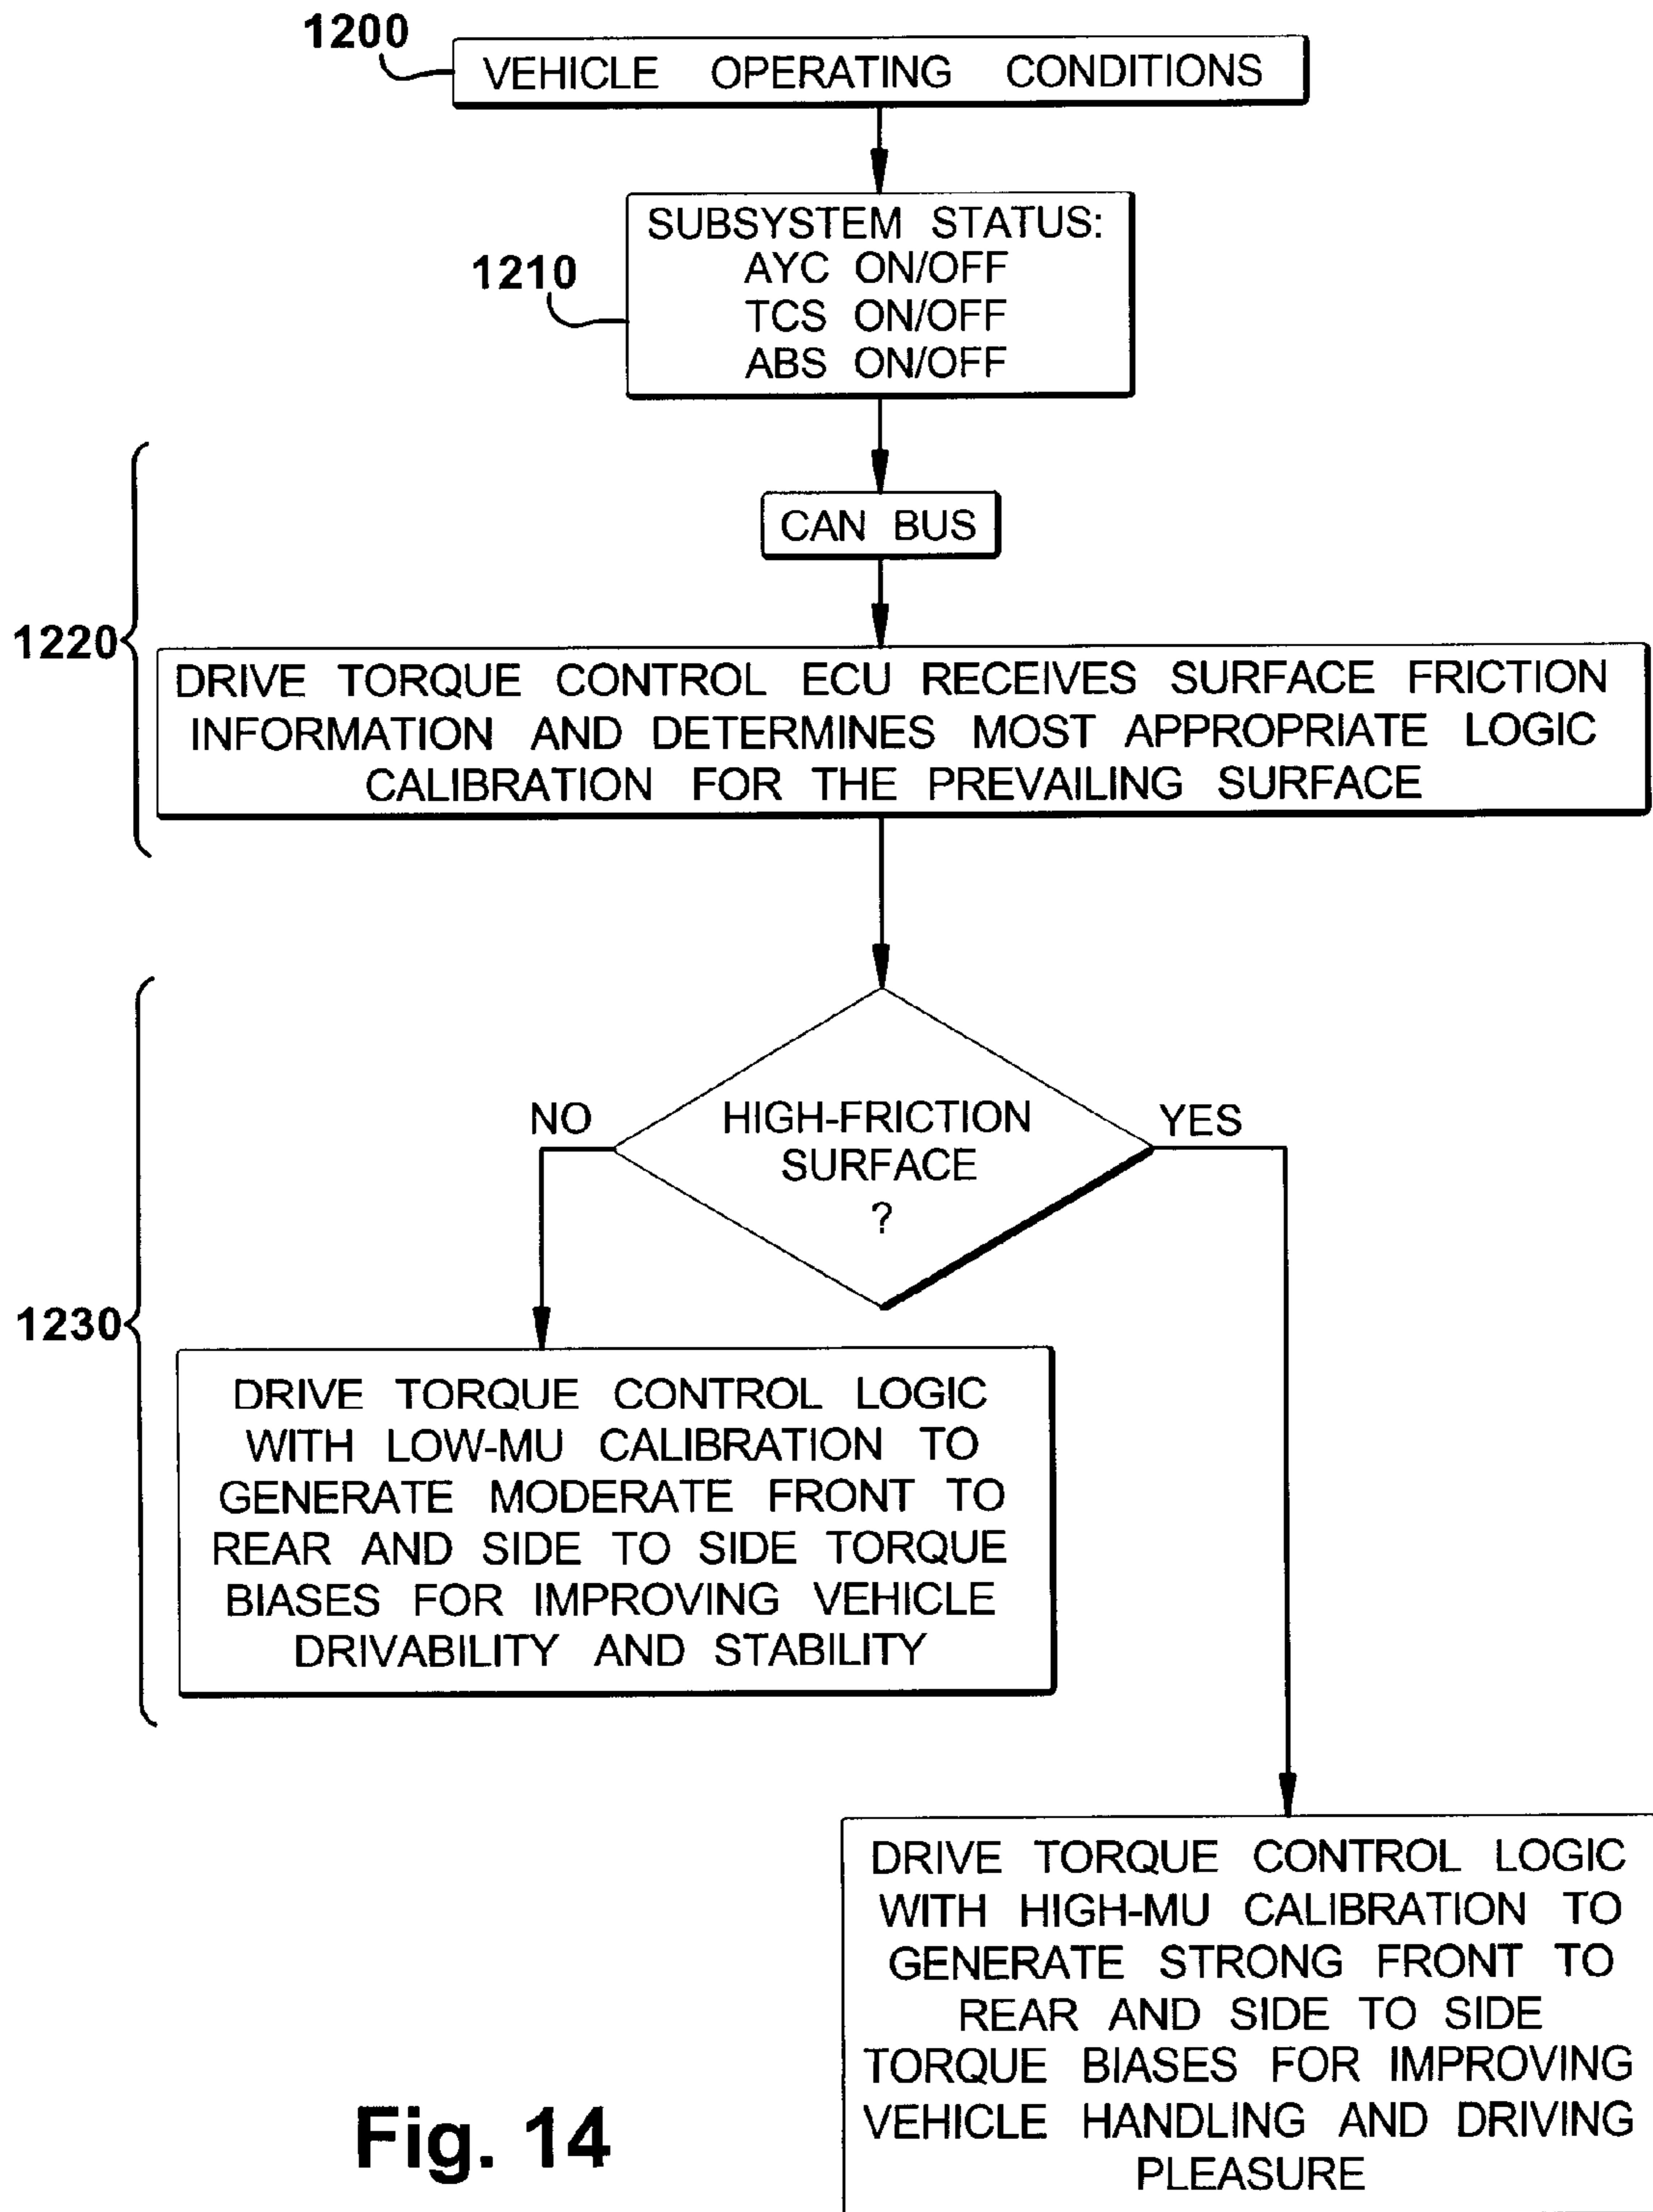 1200
VEHICLE OPERATING CONDITIONS
1210
SUBSYSTEM STATUS:
AYC ON/OFF
TCS ON/OFF
ABS ON/OFF
CAN BUS
1220
DRIVE TORQUE CONTROL ECU RECEIVES SURFACE FRICTION
INFORMATION AND DETERMINES MOST APPROPRIATE LOGIC
CALIBRATION FOR THE PREVAILING SURFACE
NO
HIGH-FRICTION
SURFACE
?
YES
1230
DRIVE TORQUE CONTROL LOGIC
WITH LOW-MU CALIBRATION TO
GENERATE MODERATE FRONT TO
REAR AND SIDE TO SIDE TORQUE
BIASES FOR IMPROVING VEHICLE
DRIVABILITY AND STABILITY
DRIVE TORQUE CONTROL LOGIC
WITH HIGH-MU CALIBRATION TO
GENERATE STRONG FRONT TO
REAR AND SIDE TO SIDE
TORQUE BIASES FOR IMPROVING
VEHICLE HANDLING AND DRIVING
PLEASURE
Fig. 14